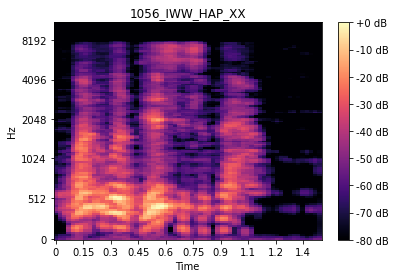 1056_IWW_HAP_XX
+0 dB
8192
-10 dB
4096
-20 dB
-30 dB
2048
Hz
-40 dB
1024
-50 dB
512
-60 dB
-70 dB
0
-80 dB
0 0.15 0.3 0.45 0.6 0.75 0.9 1.1 1.2 1.4
Time